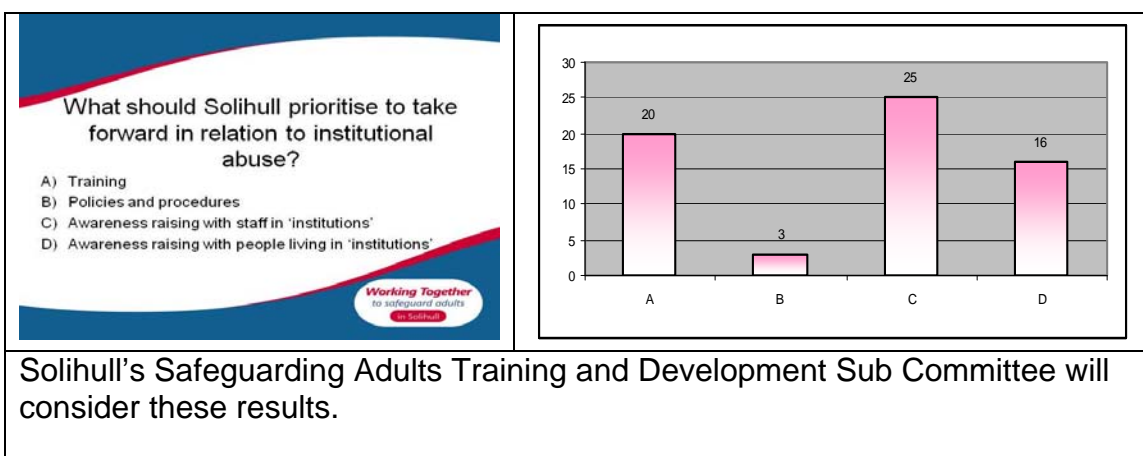 What should Solihull prioritise to take
forward in relation to institutional
abuse?
A) Training
B) Policies and procedures
C) Awareness raising with staff in 'institutions'
D) Awareness raising with people living in 'institutions'
Working Together
to safeguard adults
in Solihull
30
25
20
15
10
5
0
20
3
25
16
A B C D
Solihull’s Safeguarding Adults Training and Development Sub Committee will
consider these results.